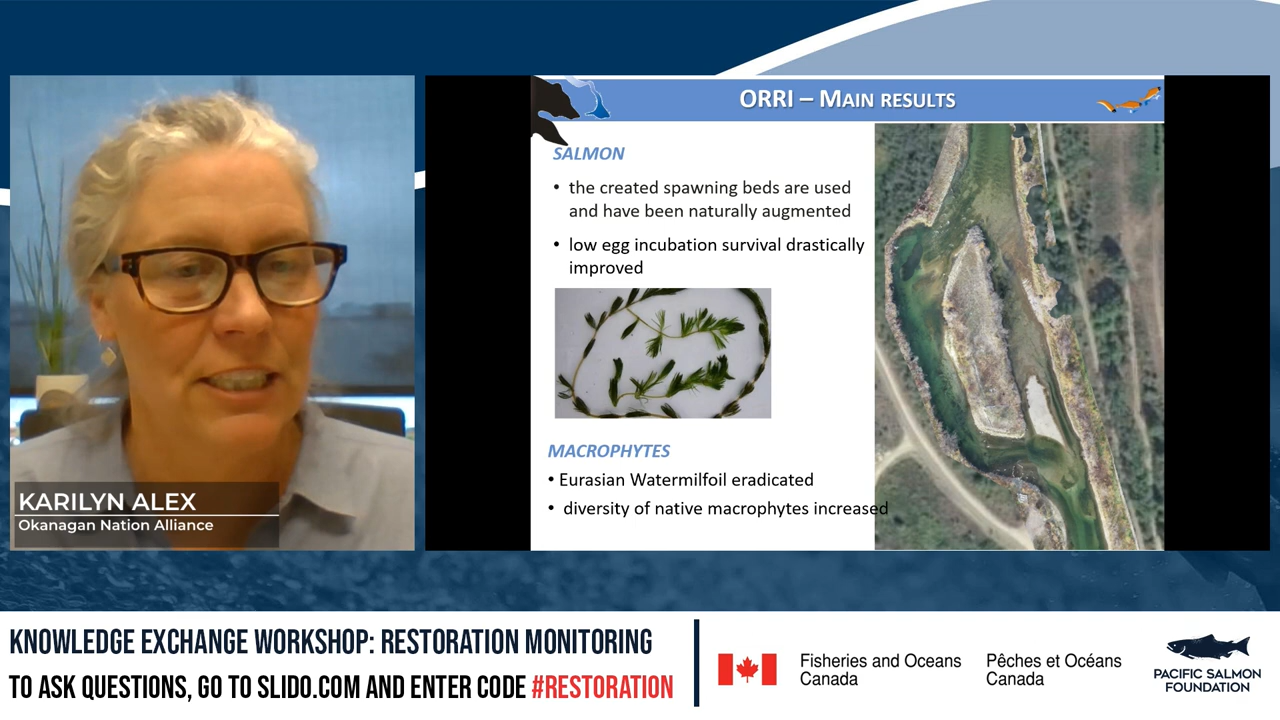 ORRI – MAIN RESULTS
SALMON
• the created spawning beds are used
and have been naturally augmented
• low egg incubation survival drastically
improved
MACROPHYTES
• Eurasian Watermilfoil eradicated
• diversity of native macrophytes increased
KARILYN ALEX
Okanagan Nation Alliance
KNOWLEDGE EXCHANGE WORKSHOP: RESTORATION MONITORING
TO ASK QUESTIONS, GO TO SLIDO.COM AND ENTER CODE #RESTORATION
Fisheries and Oceans
Canada
Pêches et Océans
Canada
PACIFIC SALMON
FOUNDATION